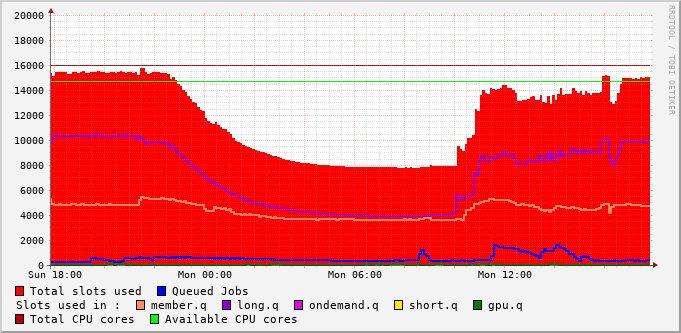 RRDTOOL / TOBI OETIKER
20000
18000
16000
14000
12000
10000
8000
6000
4000
2000
0
Sun 18:00 Mon 00:00 Mon 06:00 Mon 12:00
Total slots used Queued Jobs
Slots used in : member.q long.q ondemand.q short.q gpu.q
Total CPU cores Available CPU cores